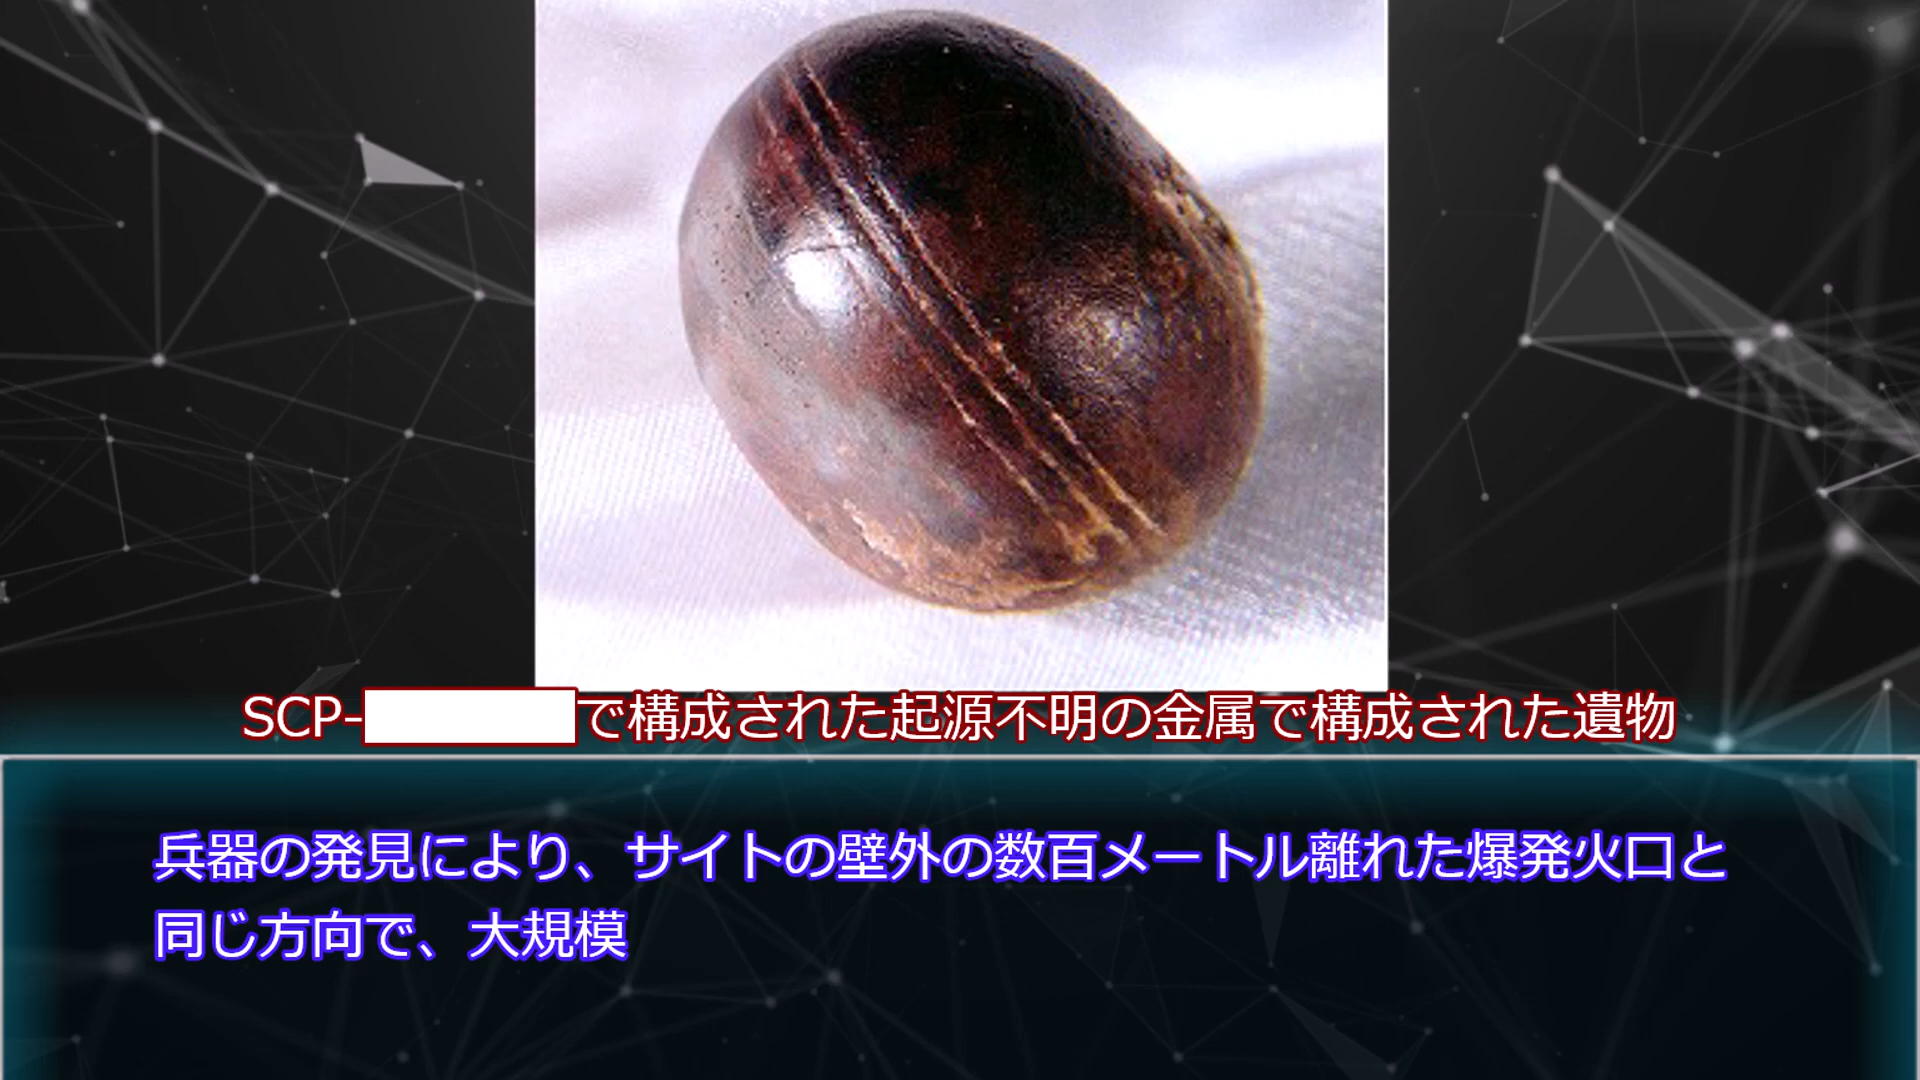 SCP-で構成された起源不明の金属で構成された遺物
兵器の発見により、サイトの壁外の数百メートル離れた爆発火口と
同じ方向で、大規模